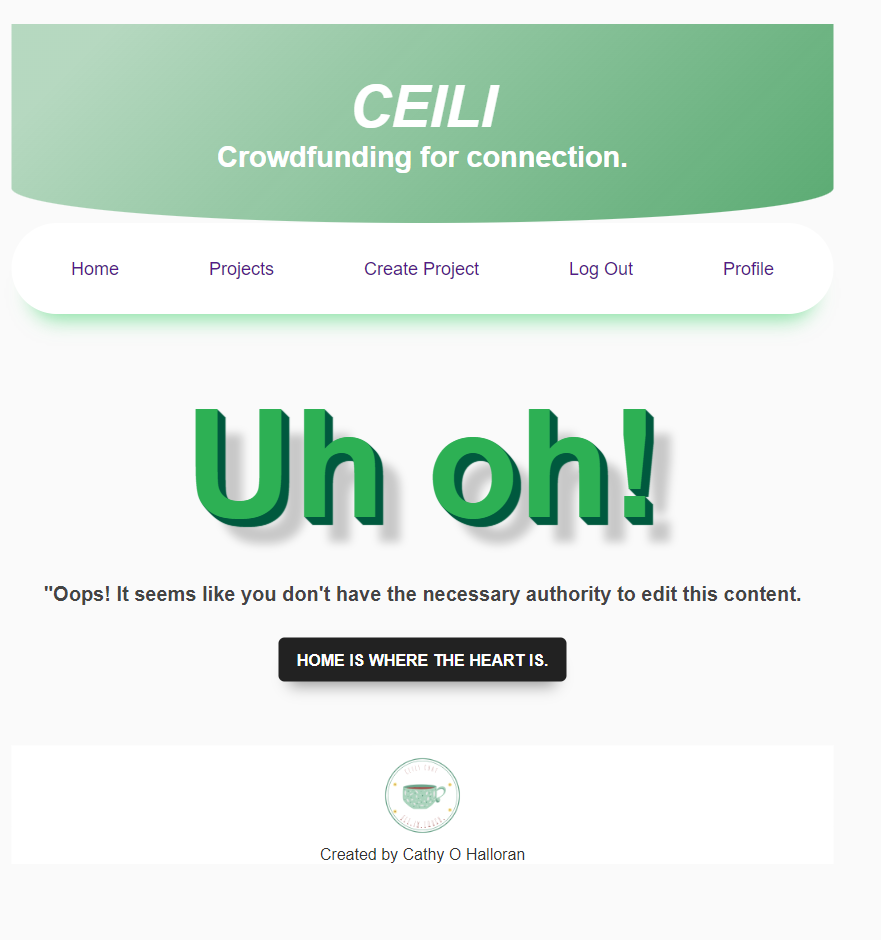 CEILI
Crowdfunding for connection.
Home Projects Create Project Log Out Profile
Uh oh!
"Oops! It seems like you don't have the necessary authority to edit this content.
HOME IS WHERE THE HEART IS.
Created by Cathy O Halloran